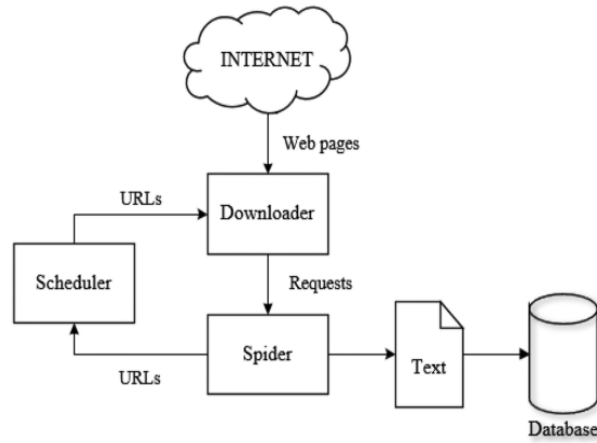 INTERNET
Web pages
URLs
Downloader
Scheduler
Requests
Spider
URLs
Text
Database